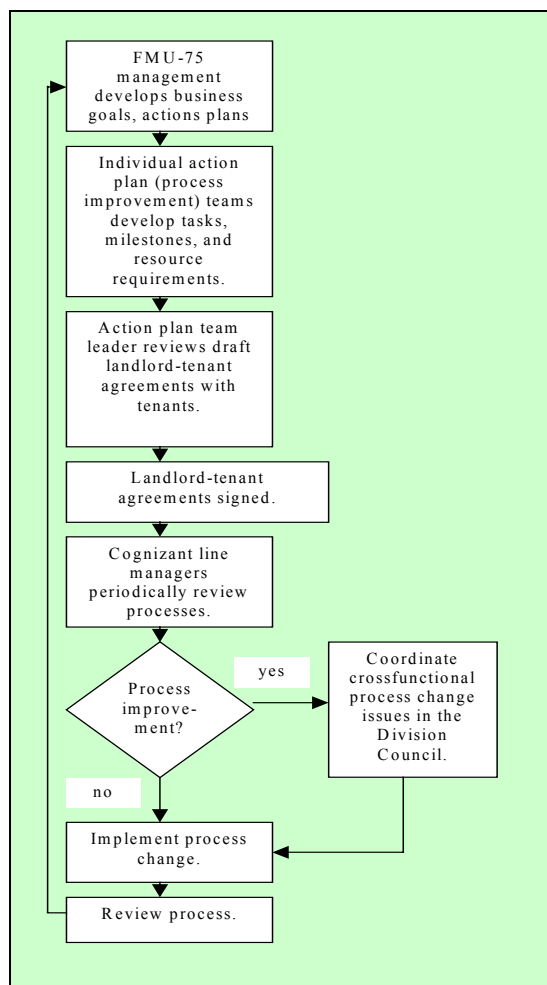 FMU-75
management
develops business
goals, actions plans
Individual action
plan (process
improvement) teams
develop tasks,
milestones, and
resource
requirements.
Action plan team
leader reviews draft
landlord-tenant
agreements with
tenants.
Landlord-tenant
agreements signed.
Cognizant line
managers
periodically review
processes.
Process
improve-
ment?
yes
Coordinate
crossfunctional
process change
issues in the
Division
Council.
no
Implement process
change.
Review process.